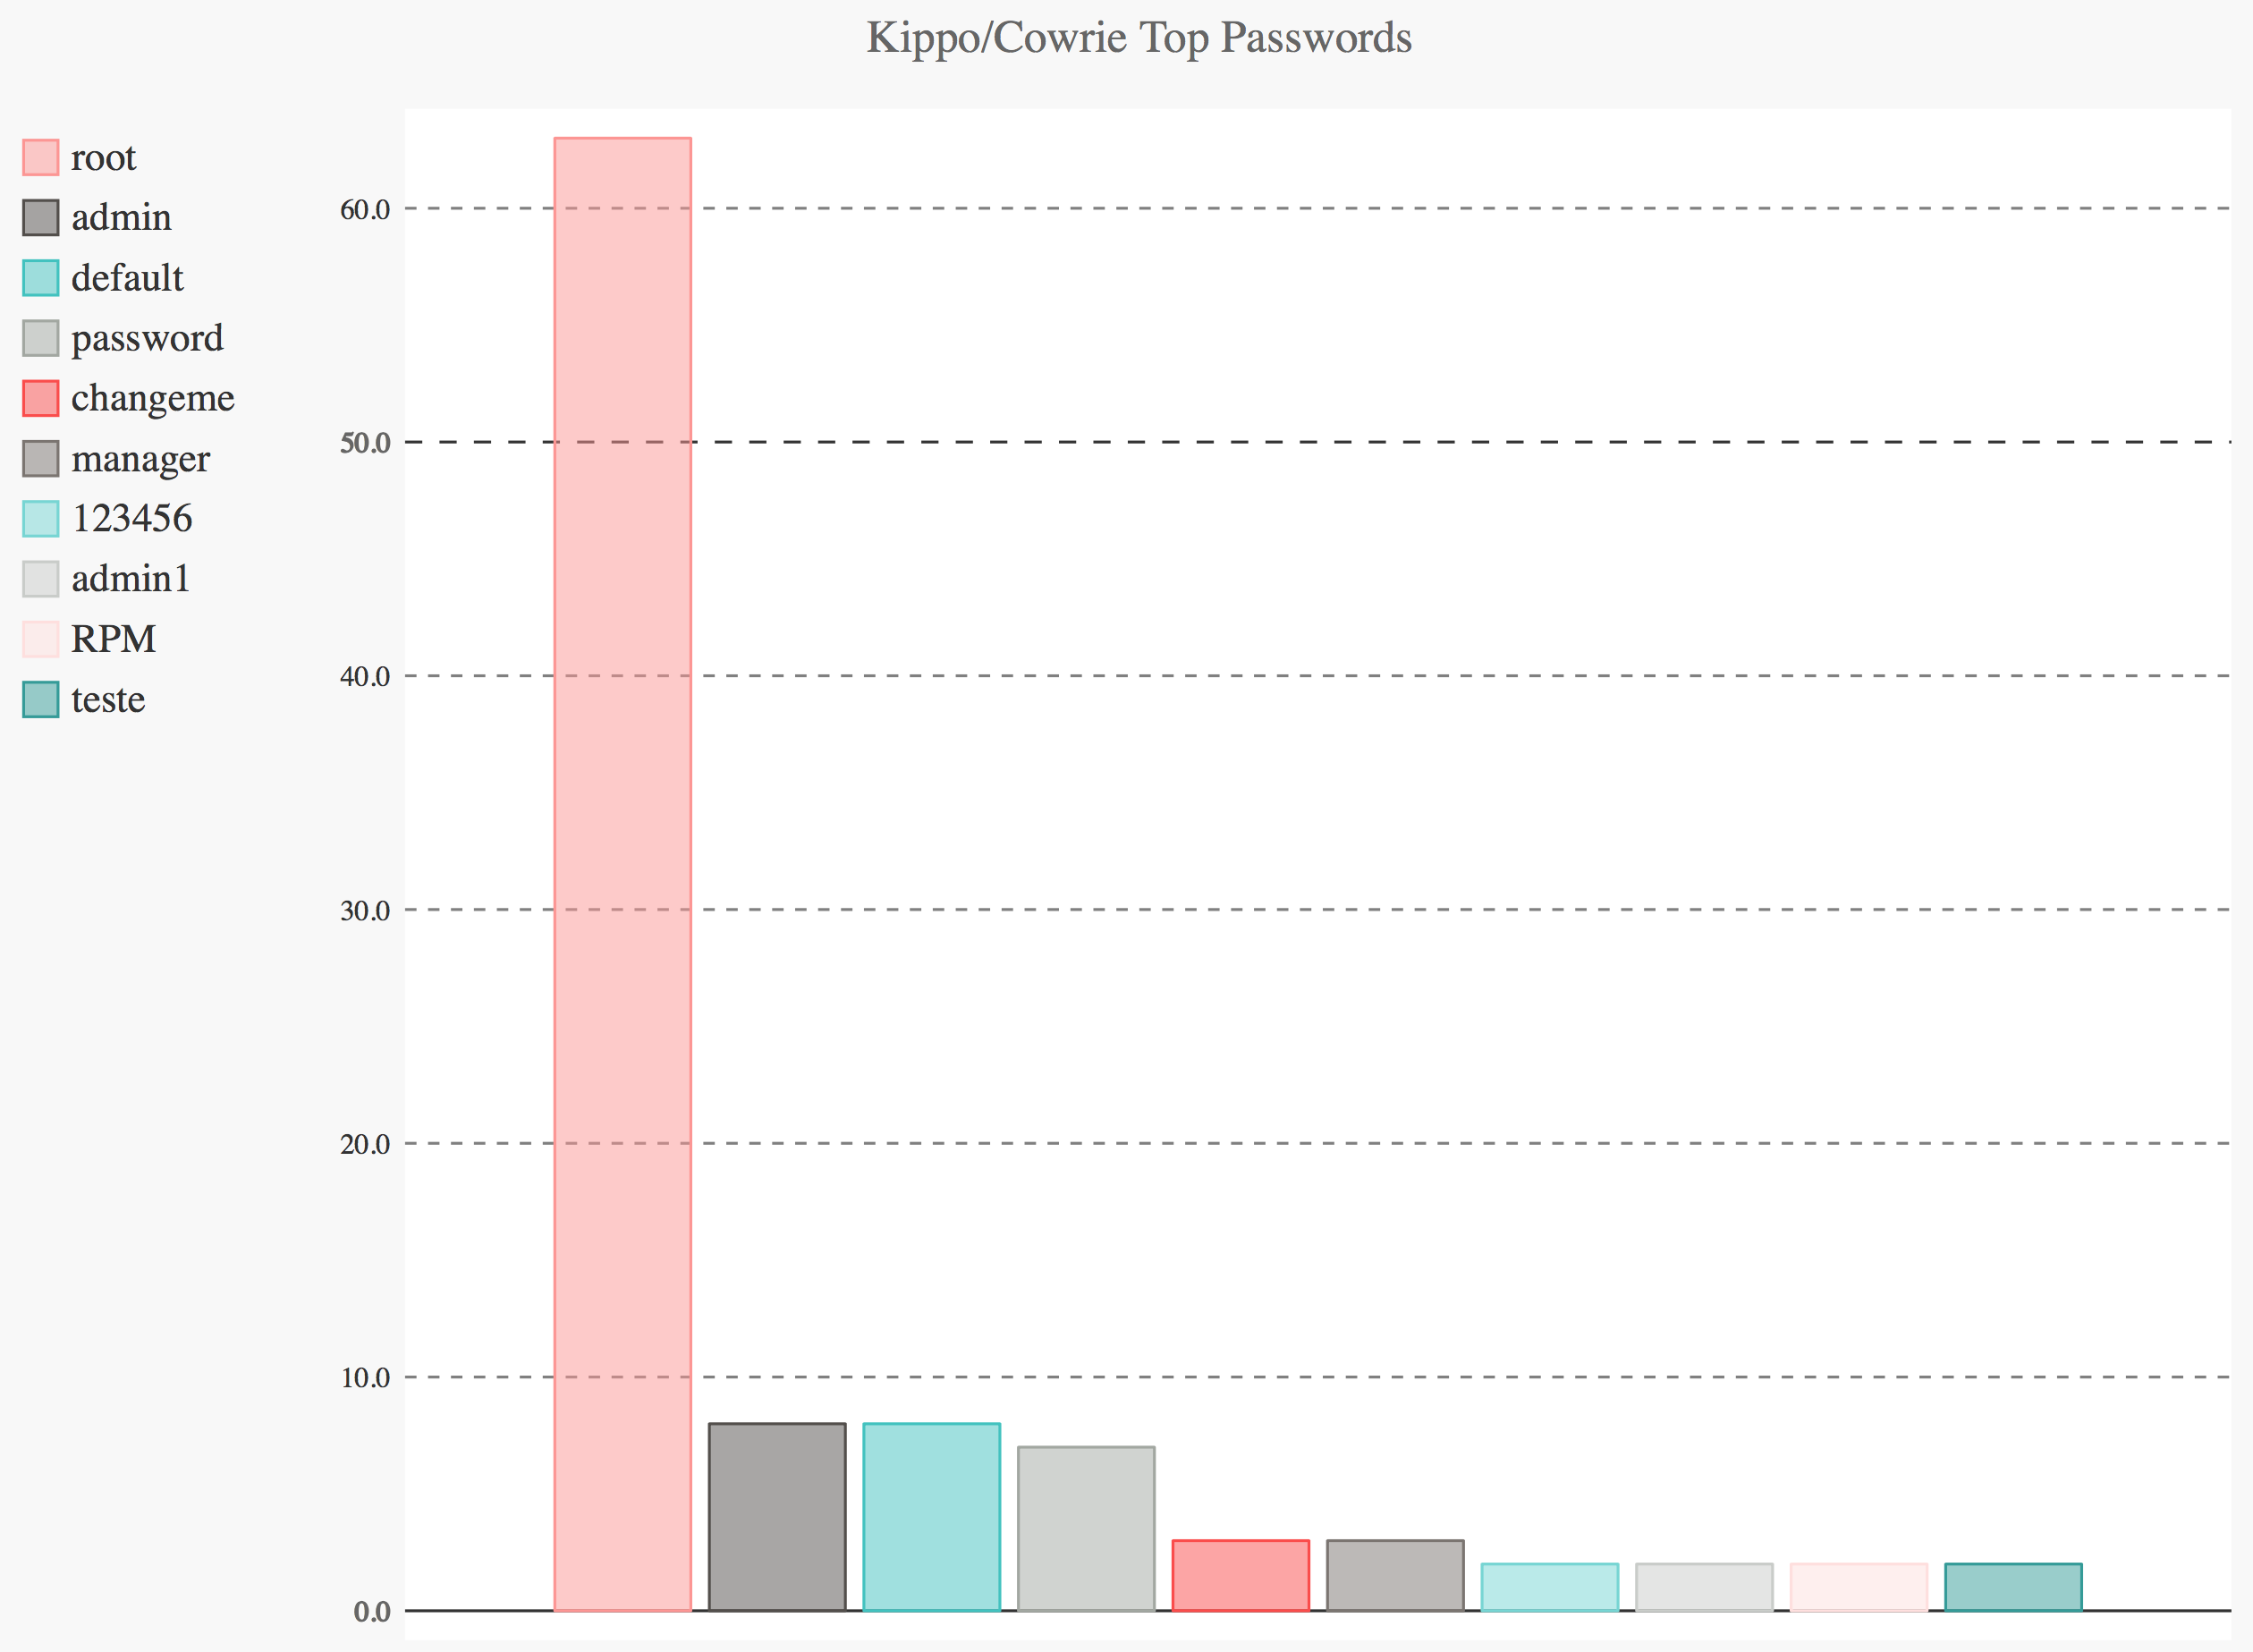 Kippo/Cowrie Top Passwords
root
admin
default
password
changeme
manager
123456
admin1
RPM
teste
60.0
50.0
40.0
30.0
20.0
10.0
0.0